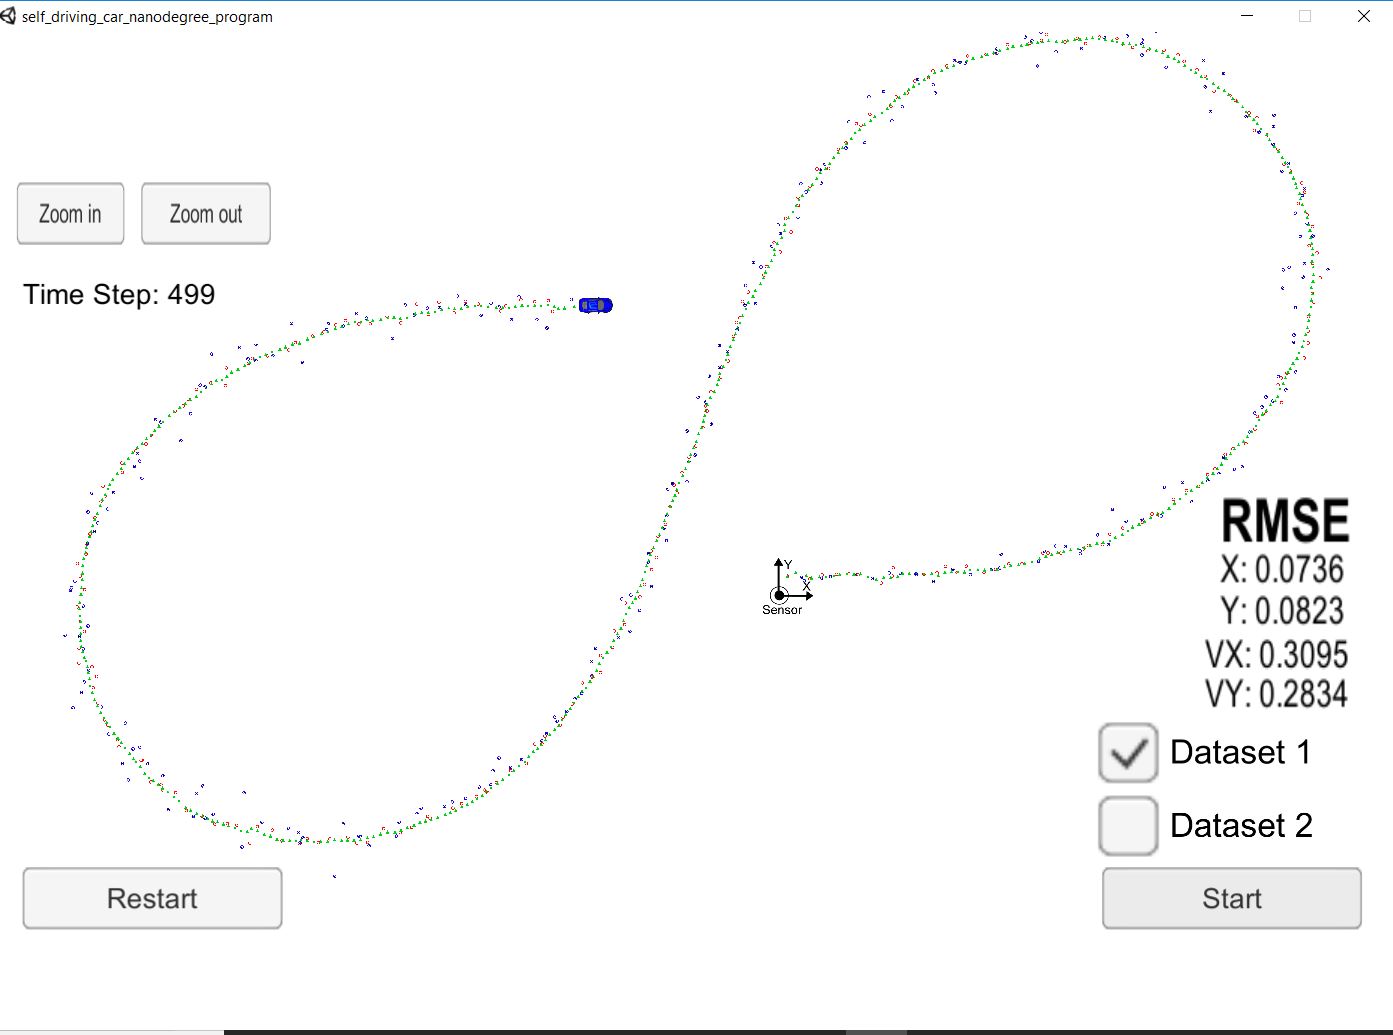 self_driving_car_nanodegree_program
Zoom in
Zoom out
Time Step: 499
Y
X
Sensor
RMSE
X: 0.0736
Y: 0.0823
VX: 0.3095
VY: 0.2834
Dataset 1
Dataset 2
Restart
Start